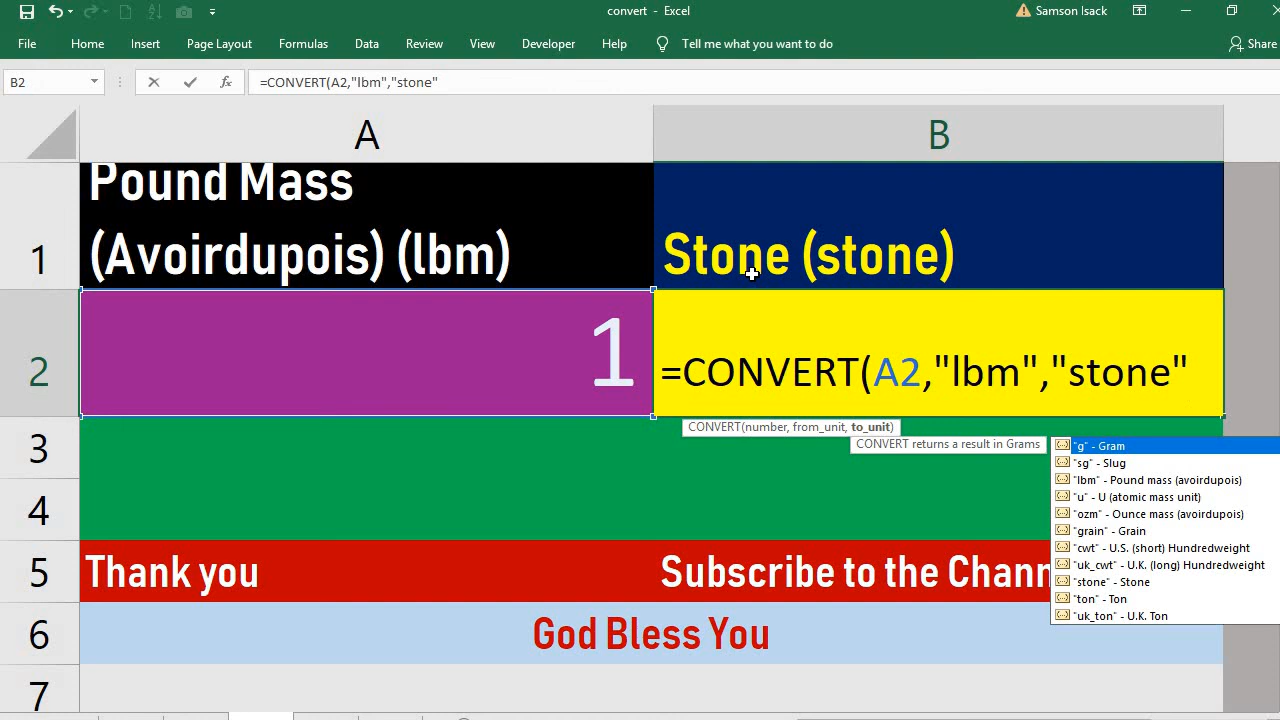 convert - Excel
Samson Isack
File Home Insert Page Layout Formulas Data Review View Developer Help Tell me what you want to do Share
B2 fx =CONVERT(A2,"lbm","stone"
A B
1 Pound Mass
(Avoirdupois) (lbm) Stone (stone)
2 1 =CONVERT(A2,"lbm","stone"
CONVERT(number, from_unit, to_unit)
CONVERT returns a result in Grams
"g" - Gram
"sg" - Slug
"lbm" - Pound mass (avoirdupois)
"u" - U (atomic mass unit)
"ozm" - Ounce mass (avoirdupois)
"grain" - Grain
"cwt" - U.S. (short) Hundredweight
"uk_cwt" - U.K. (long) Hundredweight
"stone" - Stone
"ton" - Ton
"uk_ton" - U.K. Ton
3
4
5 Thank you Subscribe to the Chann
6 God Bless You
7